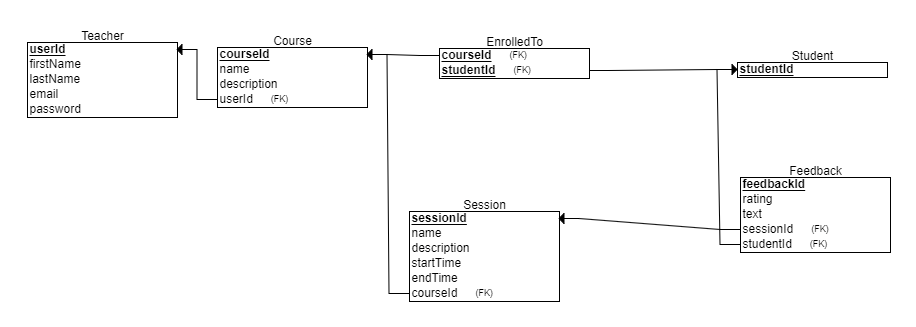 Teacher
userId
firstName
lastName
email
password
Course
courseId
name
description
userId (FK)
EnrolledTo
courseId (FK)
studentId (FK)
Student
studentId
Session
sessionId
name
description
startTime
endTime
courseId (FK)
Feedback
feedbackId
rating
text
sessionId (FK)
studentId (FK)